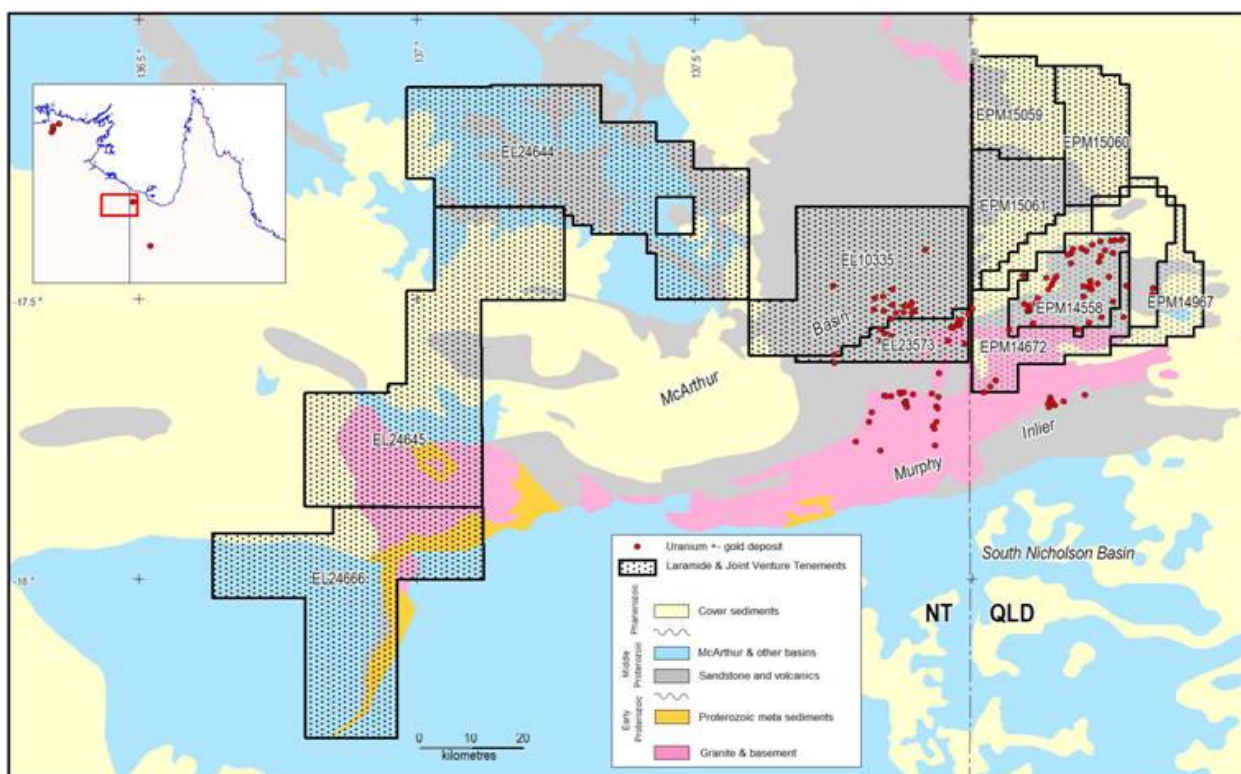 136.5 °
137 °
137.5 °
EPM15059
EPM15060
EL24644
EPM15061
EL10335
-17.5 °
EPM14558
EPM14967
Basin
EL23573
EPM14672
McArthur
EL24645
Inlier
Murphy
Uranium +- gold deposit
Laramide & Joint Venture Tenements
South Nicholson Basin
-18 °
EL24666
Phanerozoic
Cover sediments
NT QLD
Middle
Proterozoic
McArthur & other basins
Sandstone and volcanics
Early
Proterozoic
Proterozoic meta sediments
Granite & basement
0 10 20
kilometres